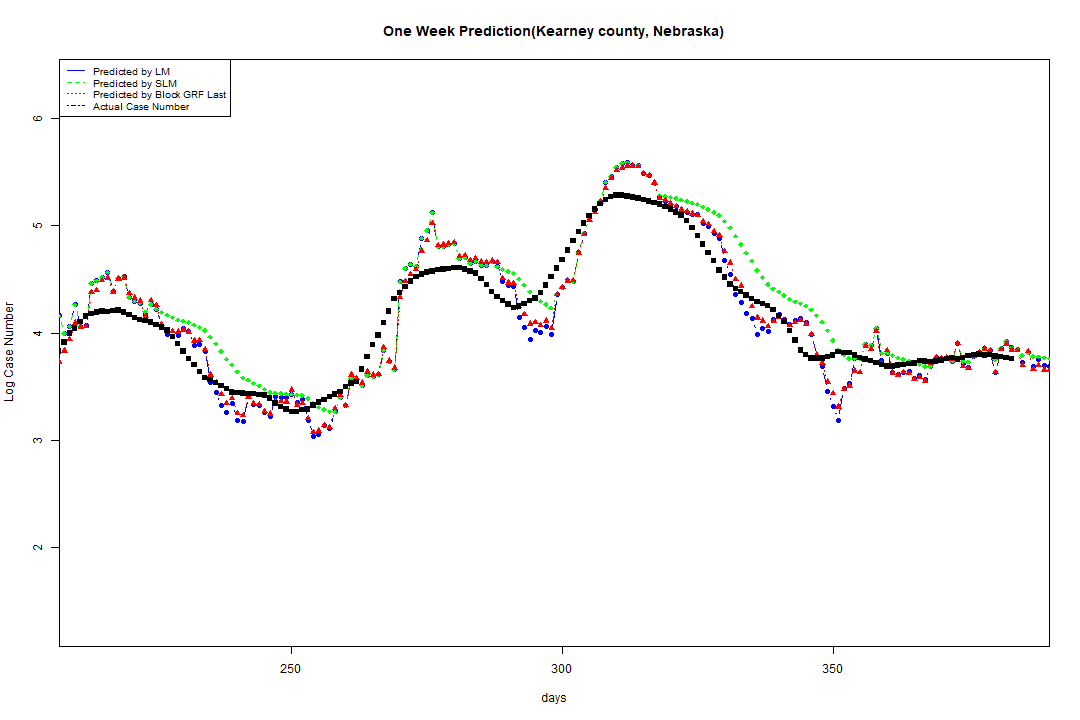 One Week Prediction(Kearney county, Nebraska)
Predicted by LM
Predicted by SLM
Predicted by Block GRF Last
Actual Case Number
6
5
4
3
2
Log Case Number
250 300 350
days